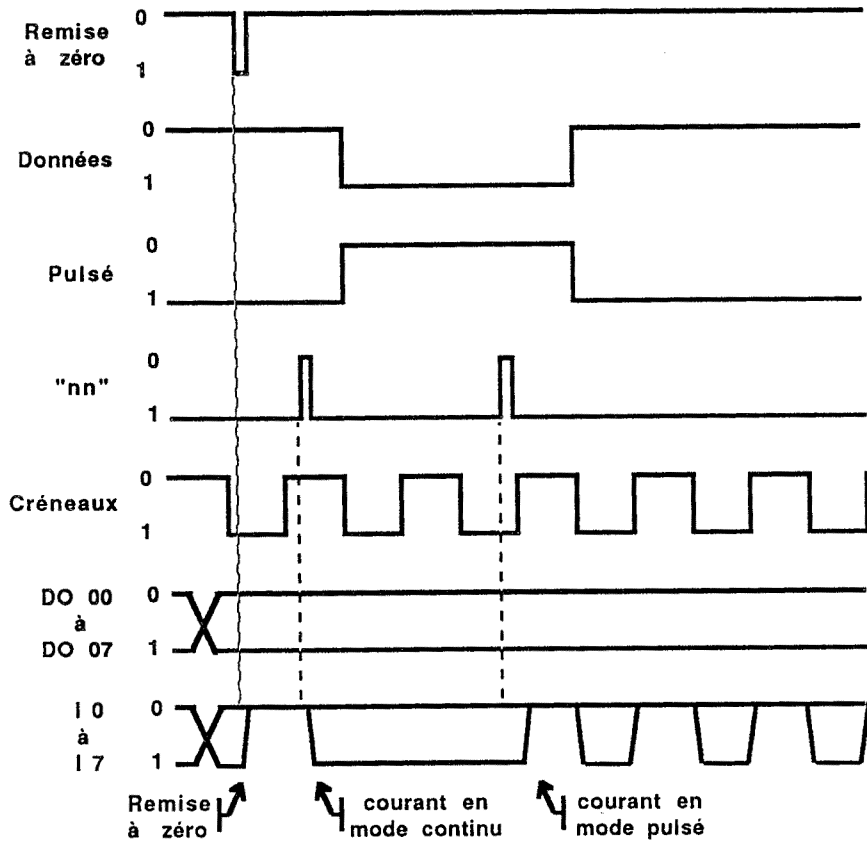 Remise
à zéro
0
1
Données
0
1
Pulsé
0
1
"nn"
0
1
Créneaux
0
1
DO 00
à
DO 07
0
1
I 0
à
I 7
0
1
Remise
à zéro
courant en
mode continu
courant en
mode pulsé